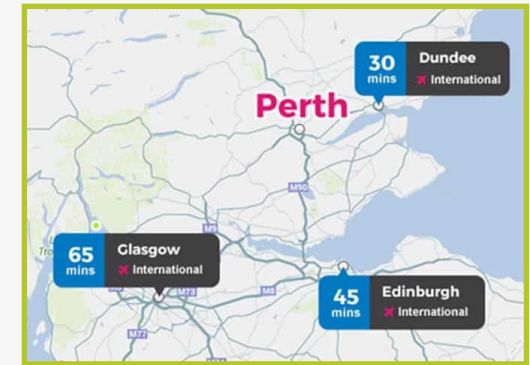 30 mins Dundee
International
Perth
M90
M9
65 mins Glasgow
International
M73
M8
45 mins Edinburgh
International
M77